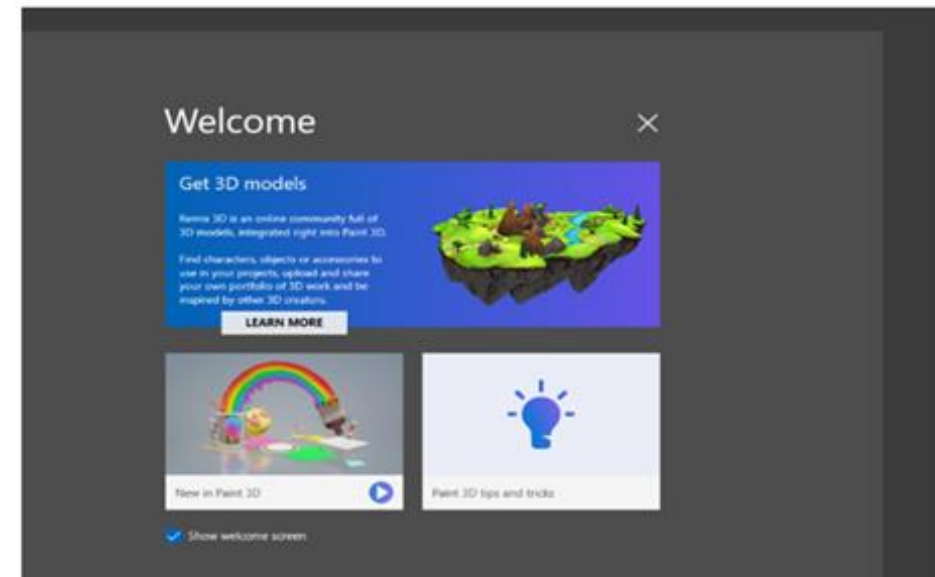 Welcome
Get 3D models
Remix 3D is an online community full of
3D models, integrated right into Paint 3D.
Find characters, objects or accessories to
use in your projects, upload and share
your own portfolio of 3D work and be
inspired by other 3D creators.
LEARN MORE
New in Paint 3D
Paint 3D tips and tricks
Show welcome screen